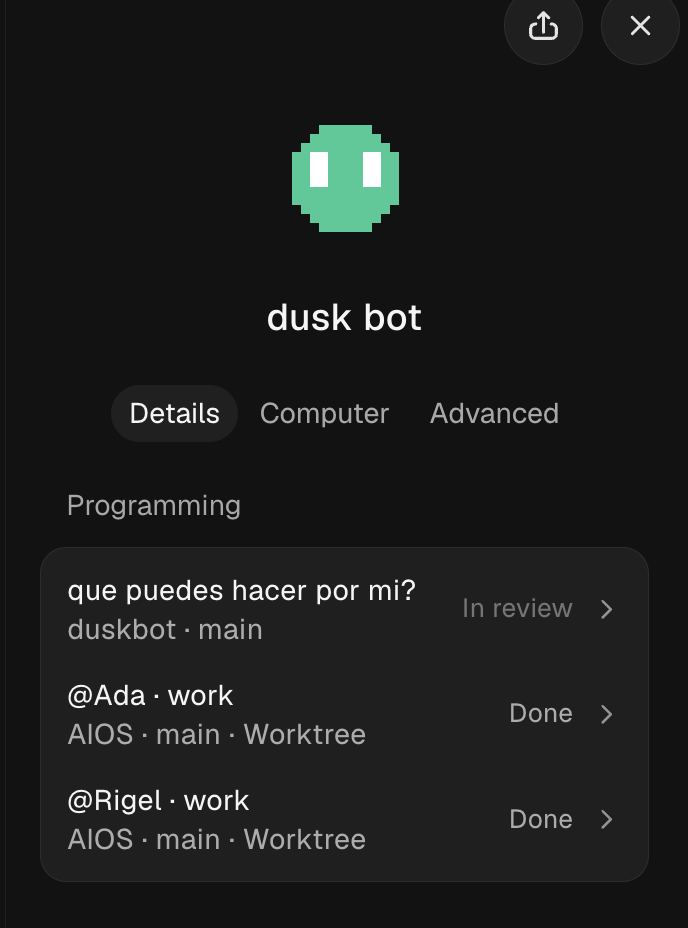 dusk bot
Details
Computer
Advanced
Programming
que puedes hacer por mi?
duskbot · main
In review
@Ada · work
AIOS · main · Worktree
Done
@Rigel · work
AIOS · main · Worktree
Done